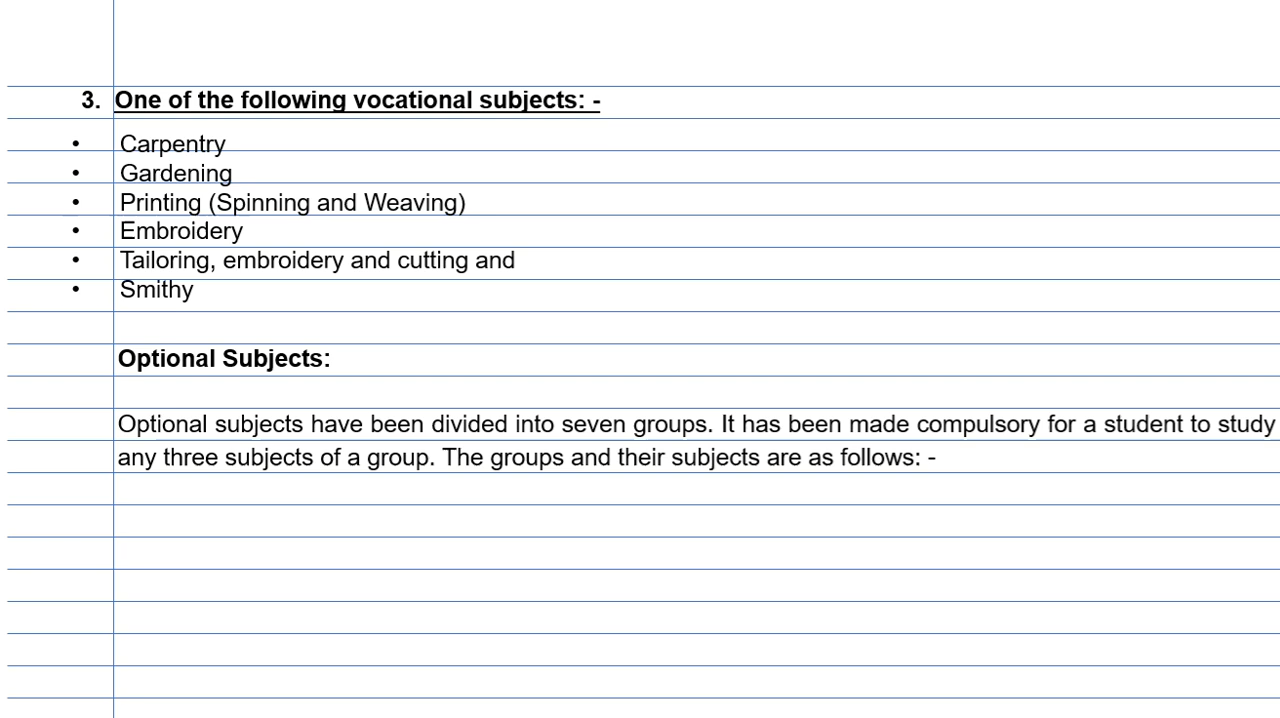 3. One of the following vocational subjects: -
• Carpentry
• Gardening
• Printing (Spinning and Weaving)
• Embroidery
• Tailoring, embroidery and cutting and
• Smithy
Optional Subjects:
Optional subjects have been divided into seven groups. It has been made compulsory for a student to study
any three subjects of a group. The groups and their subjects are as follows: -